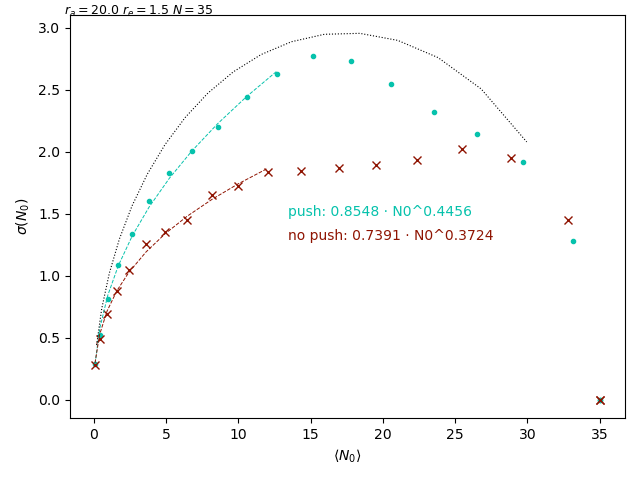 r_a = 20.0 r_e = 1.5 N = 35
3.0
2.5
2.0
1.5
1.0
0.5
0.0
σ(N_0)
push: 0.8548 · N0^0.4456
no push: 0.7391 · N0^0.3724
0 5 10 15 20 25 30 35
⟨N_0⟩